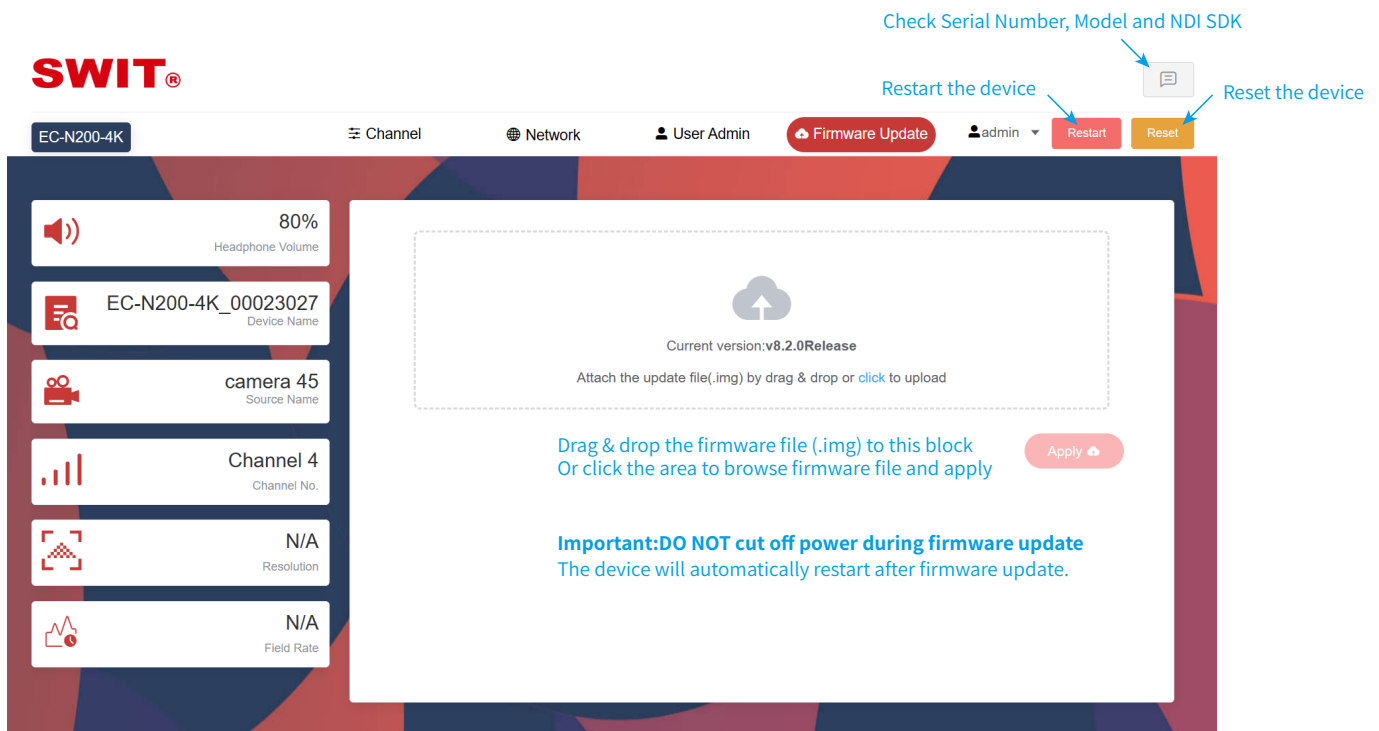 Check Serial Number, Model and NDI SDK
SWIT®
Restart the device
Reset the device
EC-N200-4K
Channel
Network
User Admin
Firmware Update
admin
Restart
Reset
80%
Headphone Volume
EC-N200-4K_00023027
Device Name
camera 45
Source Name
Channel 4
Channel No.
N/A
Resolution
N/A
Field Rate
Current version:v8.2.0Release
Attach the update file(.img) by drag & drop or click to upload
Drag & drop the firmware file (.img) to this block
Or click the area to browse firmware file and apply
Apply
Important:DO NOT cut off power during firmware update
The device will automatically restart after firmware update.